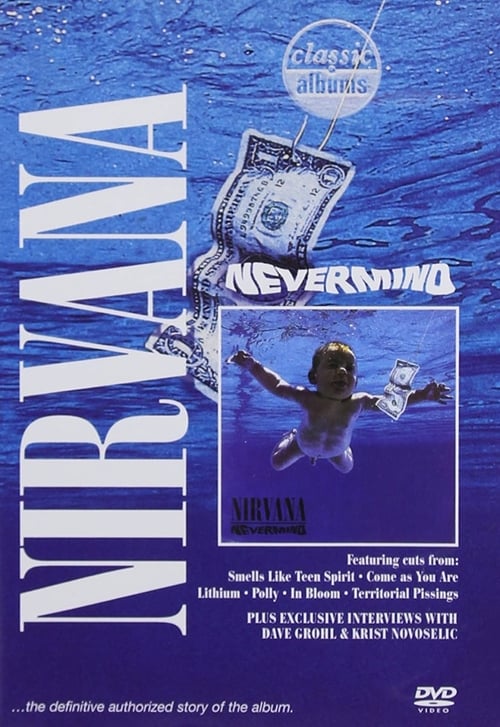 classic
albums
NIRVANA
NEVERMIND
NIRVANA
NEVERMIND
Featuring cuts from:
Smells Like Teen Spirit • Come as You Are
Lithium • Polly • In Bloom • Territorial Pissings
PLUS EXCLUSIVE INTERVIEWS WITH
DAVE GROHL & KRIST NOVOSELIC
...the definitive authorized story of the album.
DVD
VIDEO